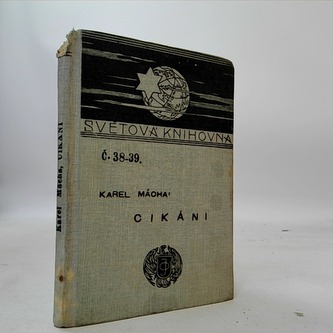 SVĚTOVÁ KNIHOVNA
Č. 38-39.
KAREL MÁCHA:
CIKÁNI
Karel Mácha, CIKÁNI